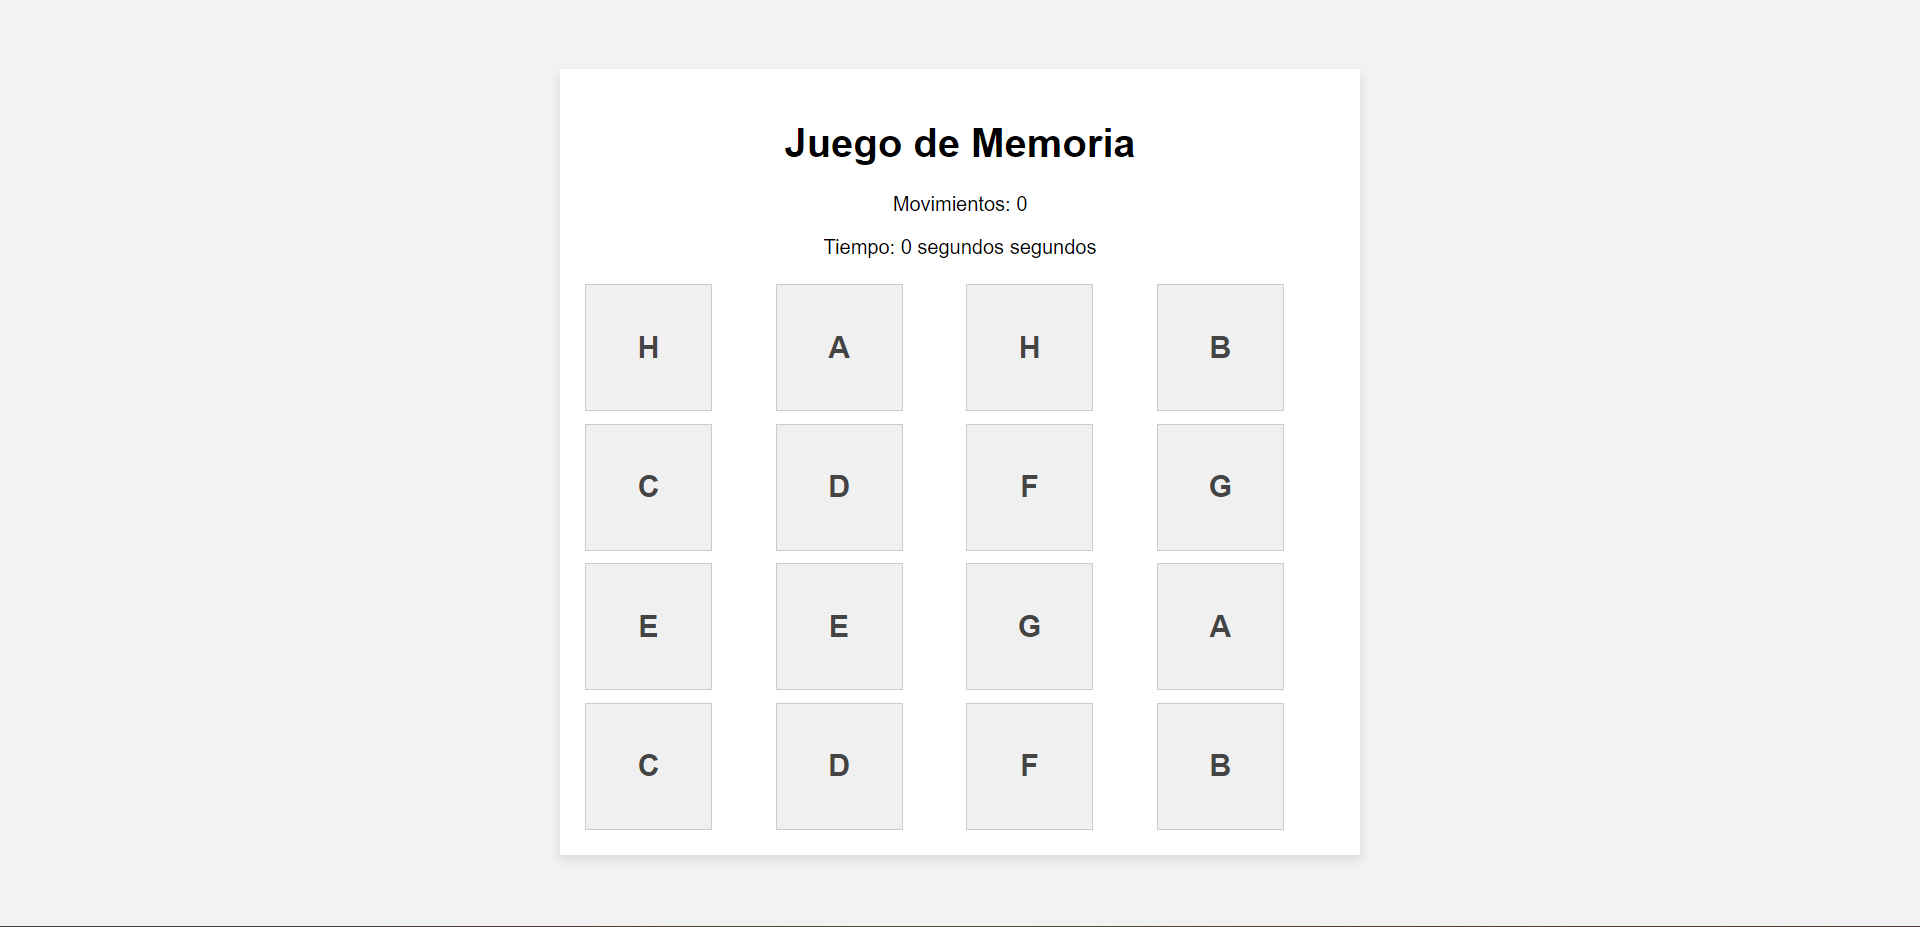 Juego de Memoria
Movimientos: 0
Tiempo: 0 segundos segundos
H A H B
C D F G
E E G A
C D F B